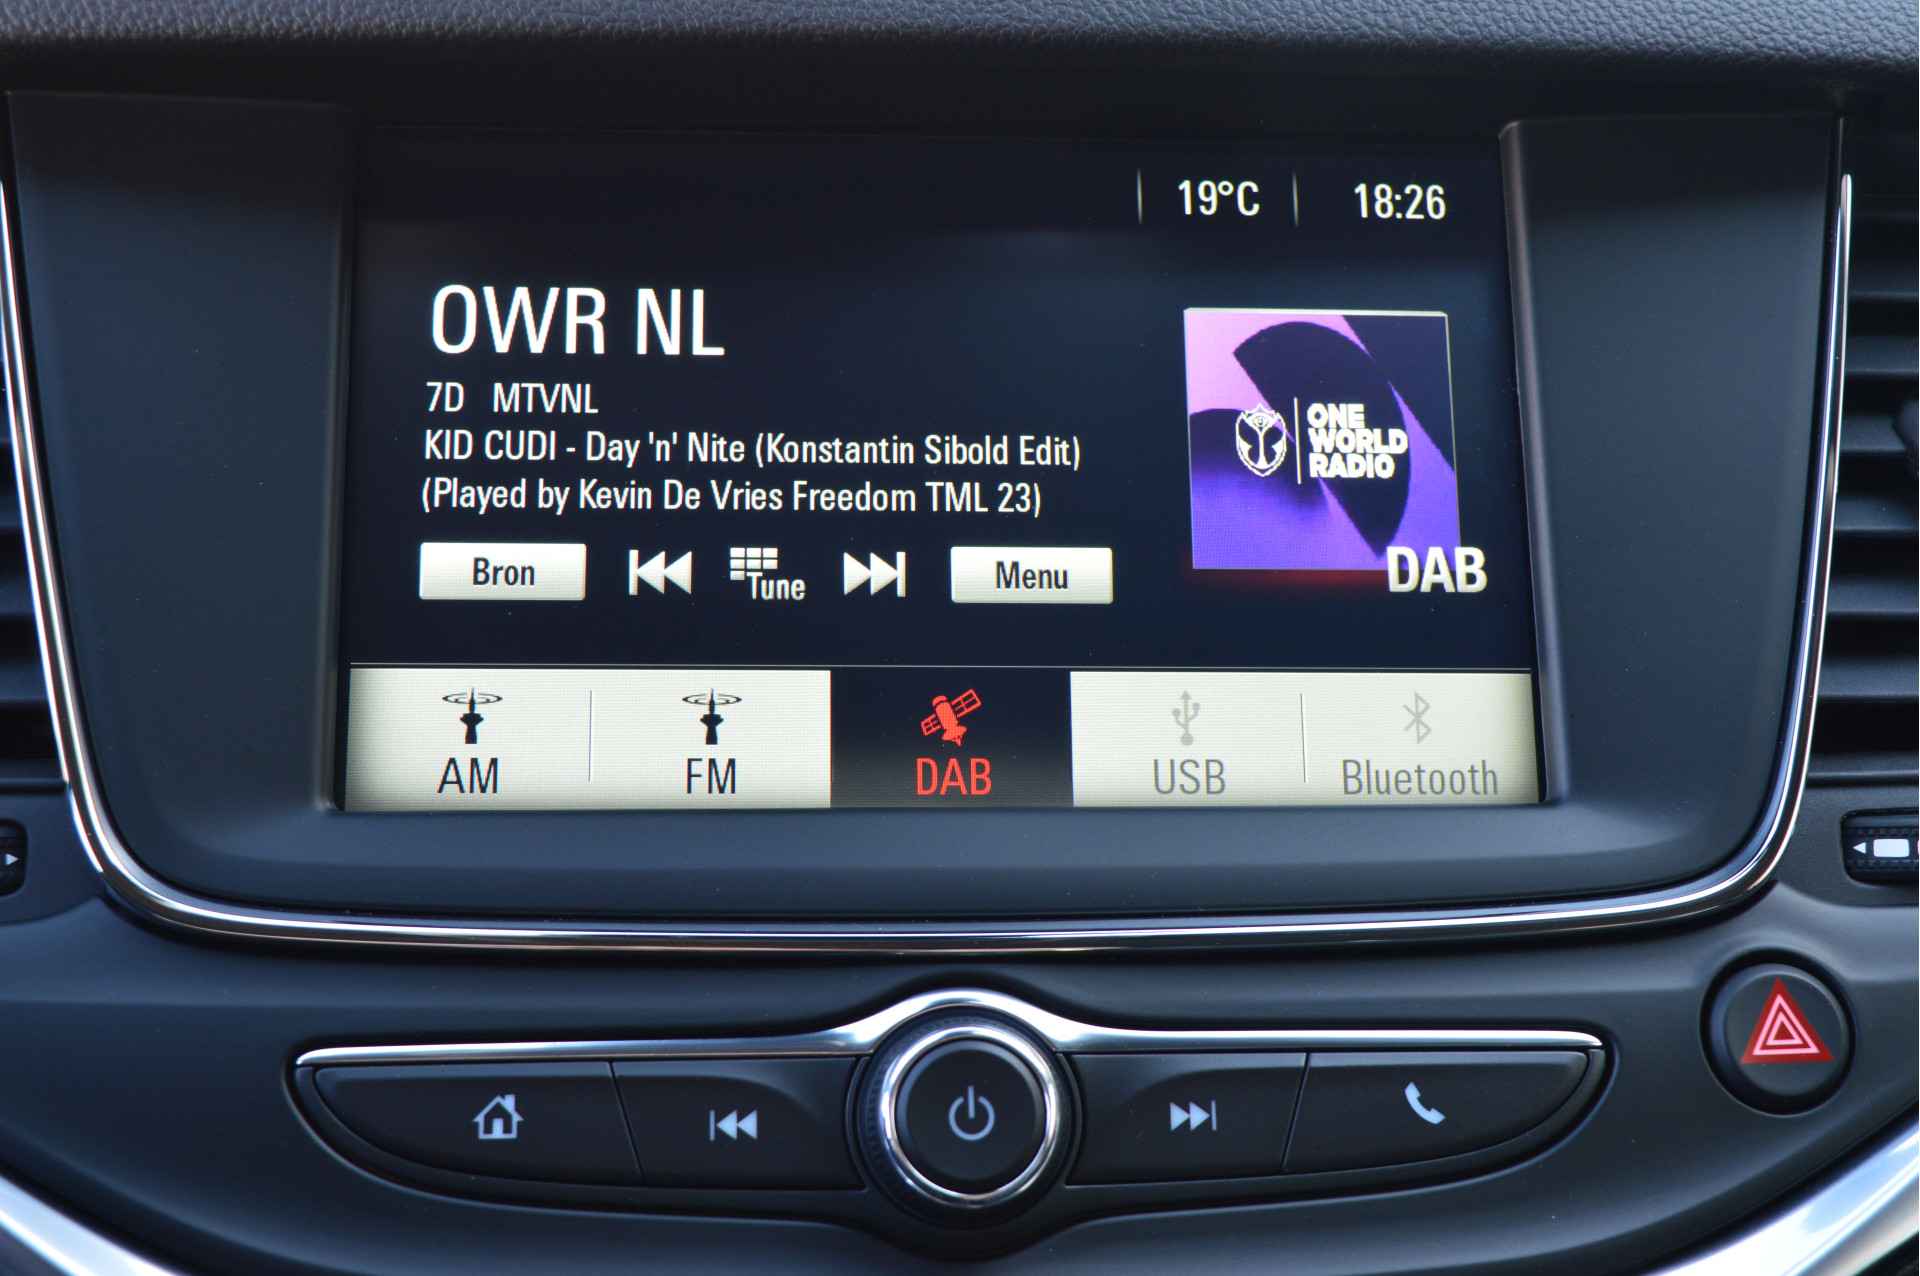 19°C 18:26
OWR NL
7D MTVNL
KID CUDI - Day 'n' Nite (Konstantin Sibold Edit)
(Played by Kevin De Vries Freedom TML 23)
ONE
WORLD
RADIO
DAB
Bron Tune Menu
AM FM DAB USB Bluetooth